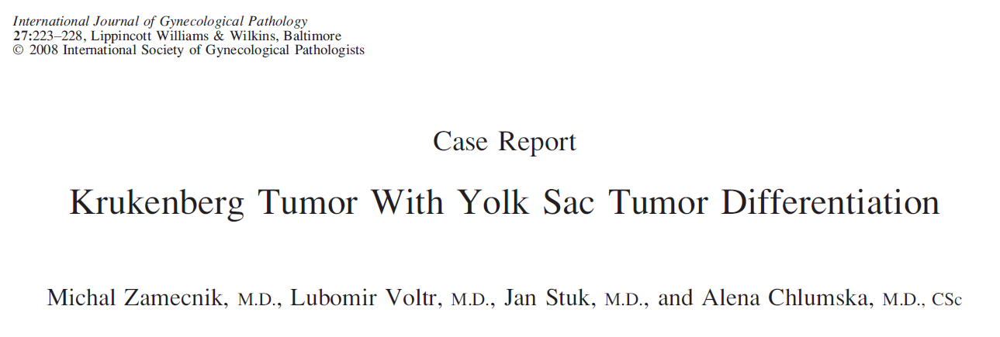 International Journal of Gynecological Pathology
27:223–228, Lippincott Williams & Wilkins, Baltimore
© 2008 International Society of Gynecological Pathologists
Case Report
Krukenberg Tumor With Yolk Sac Tumor Differentiation
Michal Zamecnik, M.D., Lubomir Voltr, M.D., Jan Stuk, M.D., and Alena Chlumska, M.D., CSc